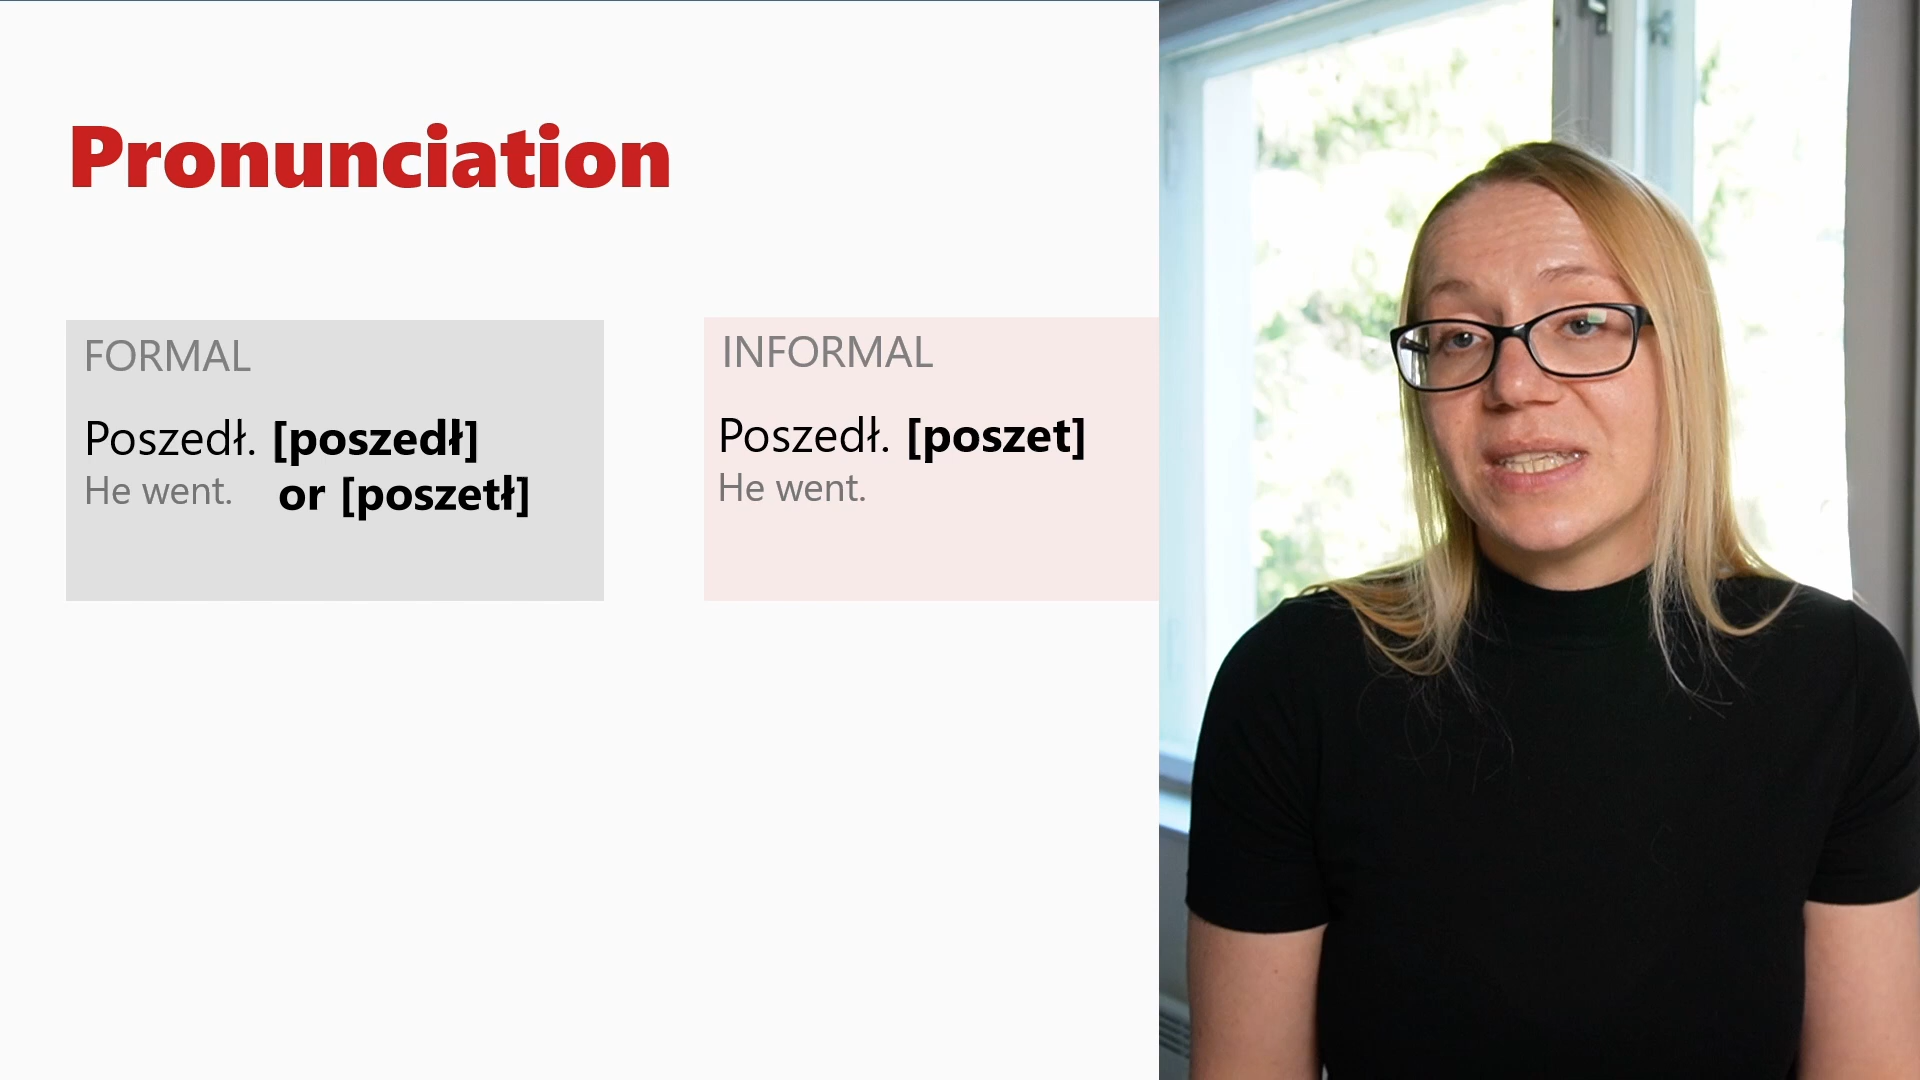 Pronunciation
FORMAL
Poszedł. [poszedł]
He went. or [poszetł]
INFORMAL
Poszedł. [poszet]
He went.